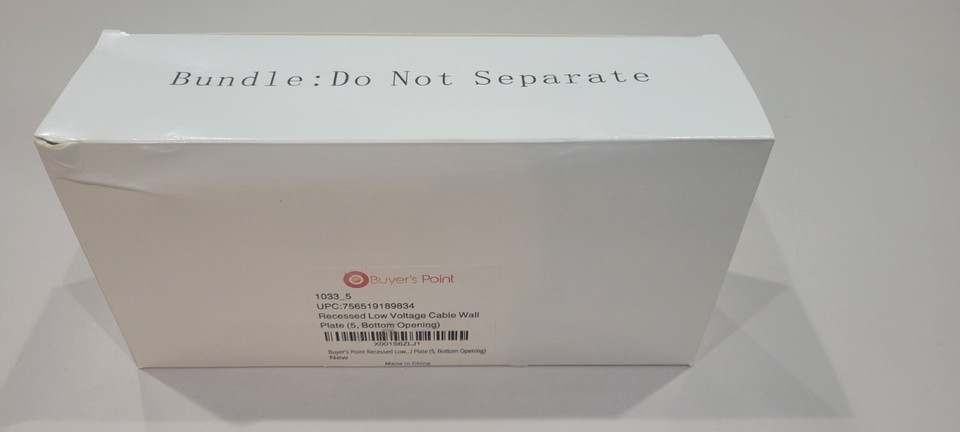 Bundle:Do Not Separate
Buyer's Point
1033_5
UPC:756519189834
Recessed Low Voltage Cable Wall
Plate (5, Bottom Opening)
X001S6ZLJ1
Buyer's Point Recessed Low...l Plate (5, Bottom Opening)
New
Made in China